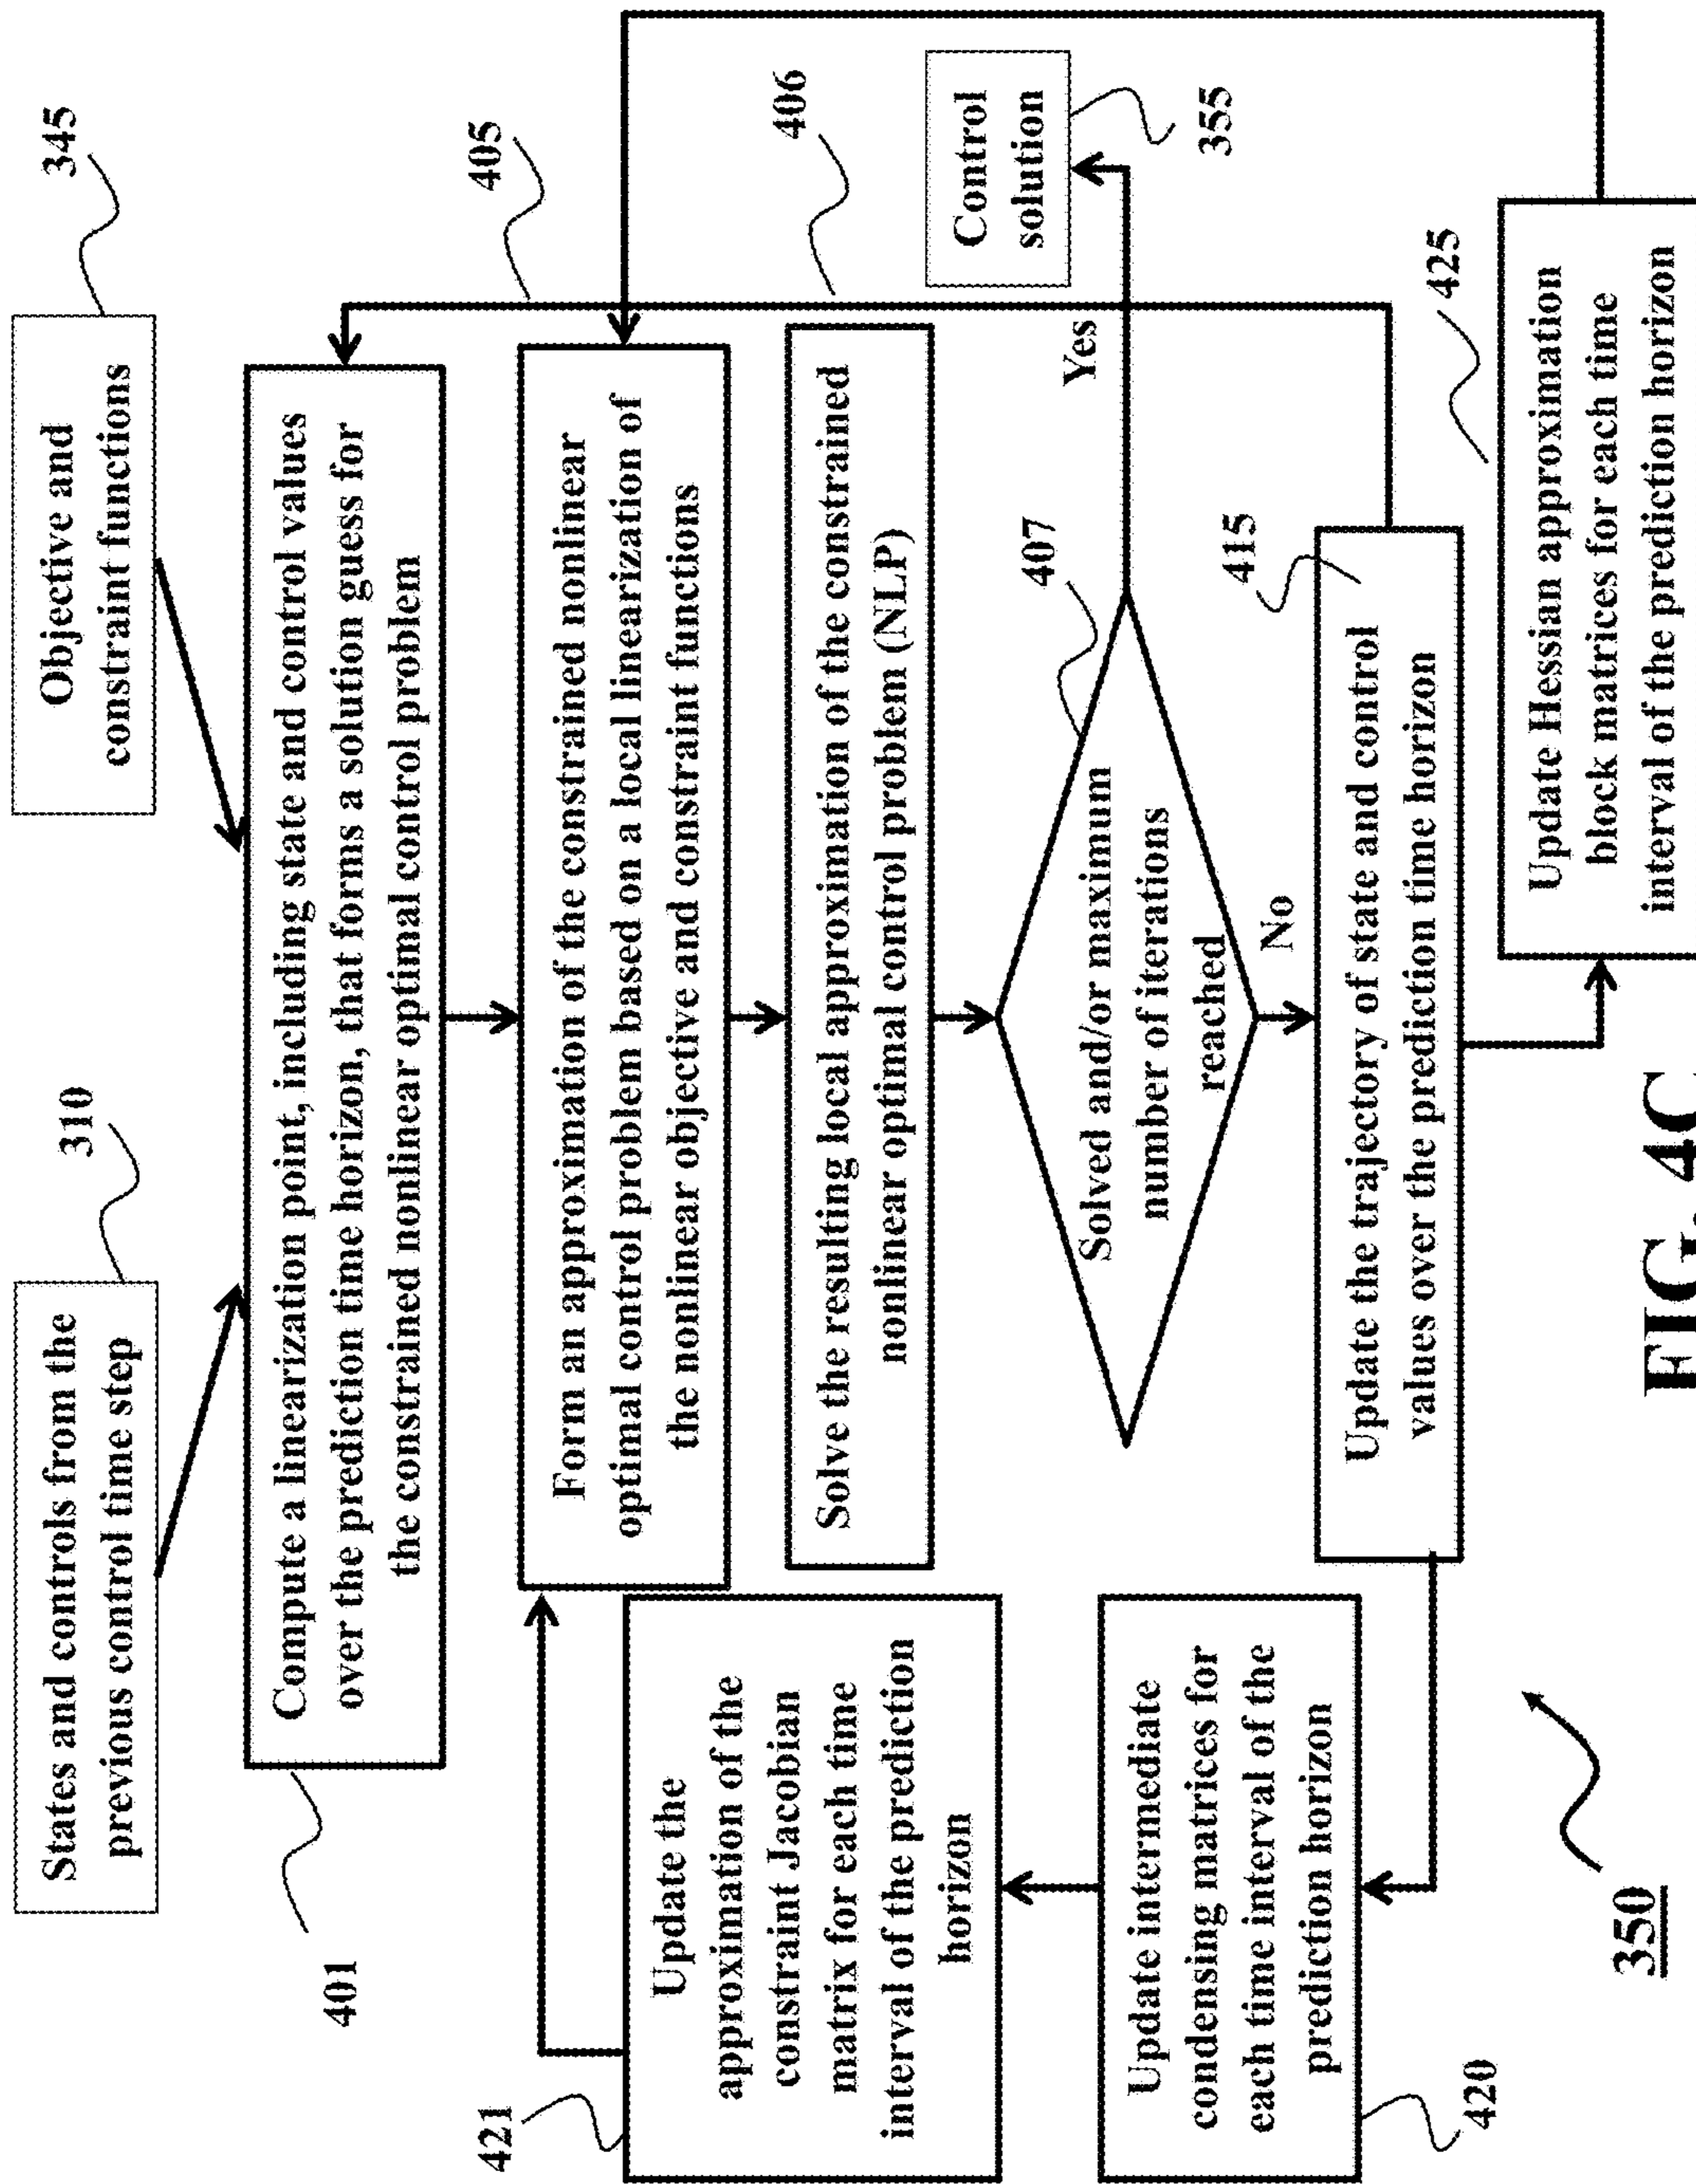 States and controls from the
previous control time step
310
Objective and
constraint functions
345
401
Compute a linearization point, including state and control values
over the prediction time horizon, that forms a solution guess for
the constrained nonlinear optimal control problem
405
Form an approximation of the constrained nonlinear
optimal control problem based on a local linearization of
the nonlinear objective and constraint functions
406
Solve the resulting local approximation of the constrained
nonlinear optimal control problem (NLP)
421
Update the
approximation of the
constraint Jacobian
matrix for each time
interval of the prediction
horizon
407
Solved and/or maximum
number of iterations
reached
Yes
Control
solution
355
No
415
Update the trajectory of state and control
values over the prediction time horizon
Update intermediate
condensing matrices for
each time interval of the
prediction horizon
420
425
Update Hessian approximation
block matrices for each time
interval of the prediction horizon
350
FIG. 4C